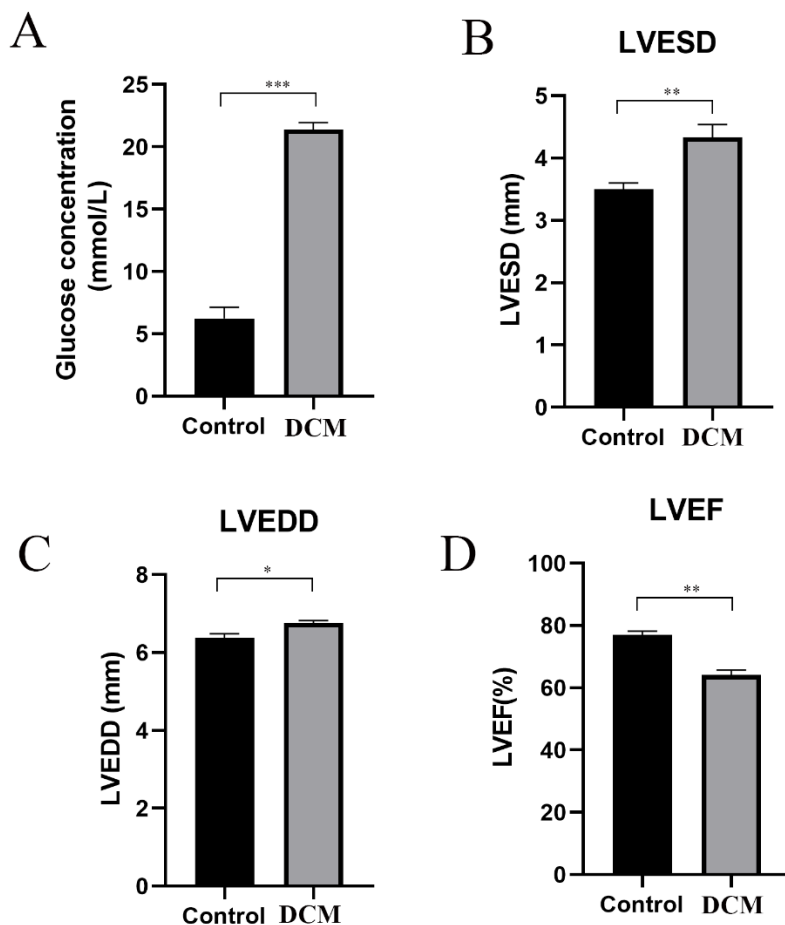 A
Glucose concentration
(mmol/L)
25
20
15
10
5
0
***
Control DCM
B
LVESD
LVESD (mm)
5
4
3
2
1
0
**
Control DCM
C
LVEDD
LVEDD (mm)
8
6
4
2
0
*
Control DCM
D
LVEF
LVEF(%)
100
80
60
40
20
0
**
Control DCM